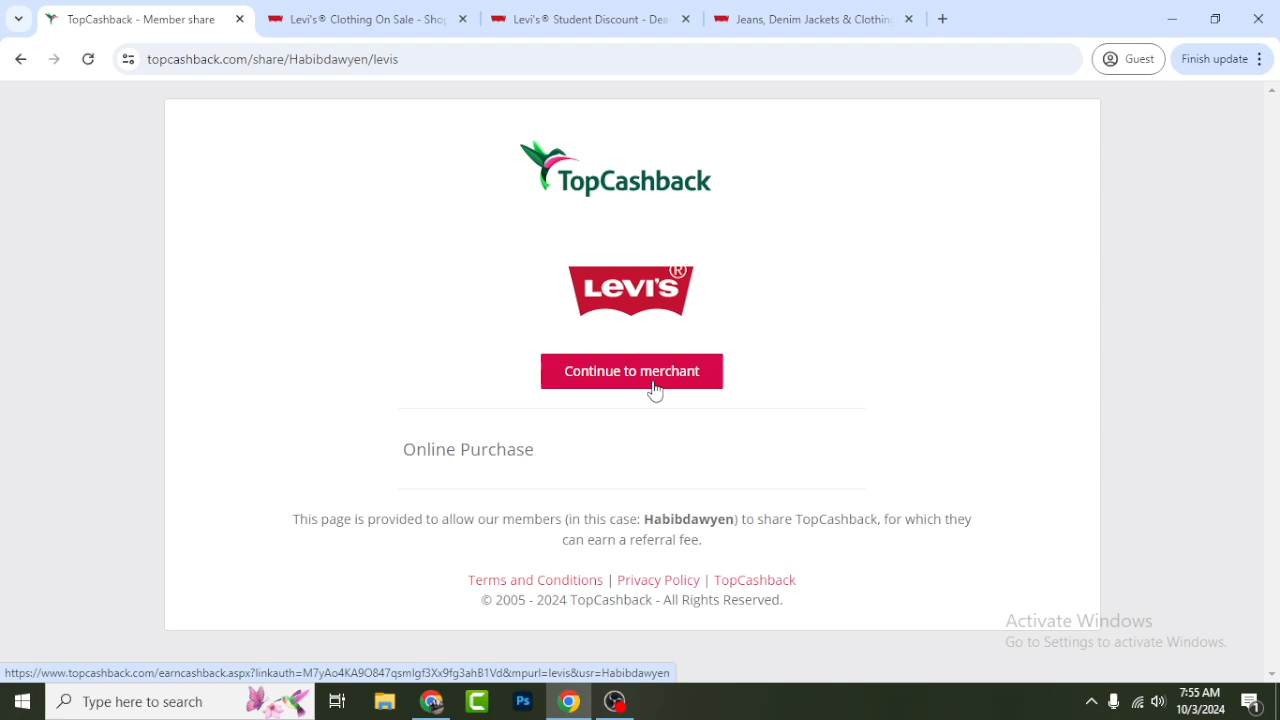 TopCashback - Member share
Levi's® Clothing On Sale - Shop
Levi's® Student Discount - Dea
Jeans, Denim Jackets & Clothin
topcashback.com/share/Habibdawyen/levis
Guest
Finish update
TopCashback
LEVI'S®
Continue to merchant
Online Purchase
This page is provided to allow our members (in this case: Habibdawyen) to share TopCashback, for which they
can earn a referral fee.
Terms and Conditions | Privacy Policy | TopCashback
© 2005 - 2024 TopCashback - All Rights Reserved.
Activate Windows
Go to Settings to activate Windows.
https://www.topcashback.com/earncashback.aspx?linkauth=M7yAo4KA9O847qsmlgf3Xx9fg3ahB1Vd&mpurl=levis&usr=Habibdawyen
Type here to search
Ps
7:55 AM
10/3/2024
1